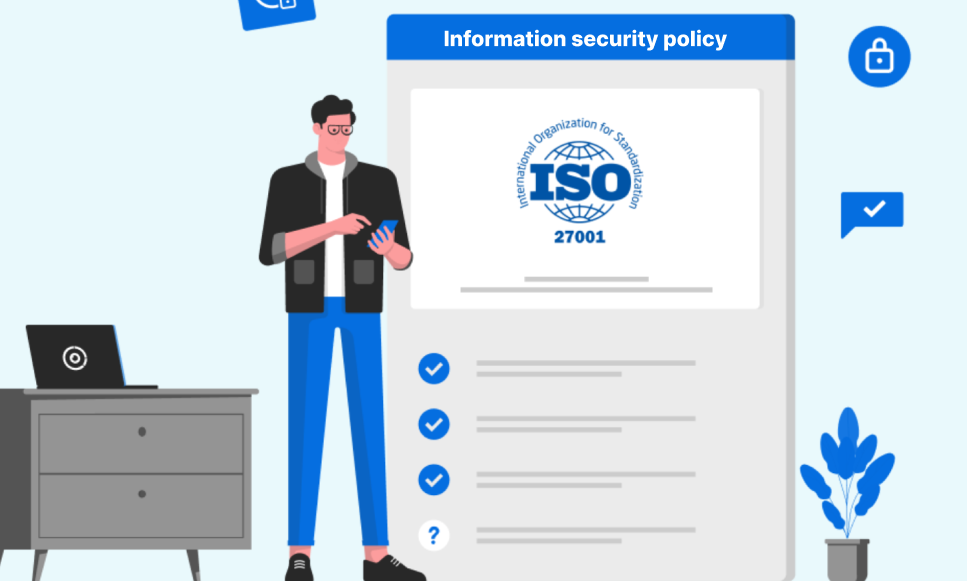 Information security policy
International Organization for Standardization
ISO
27001
?